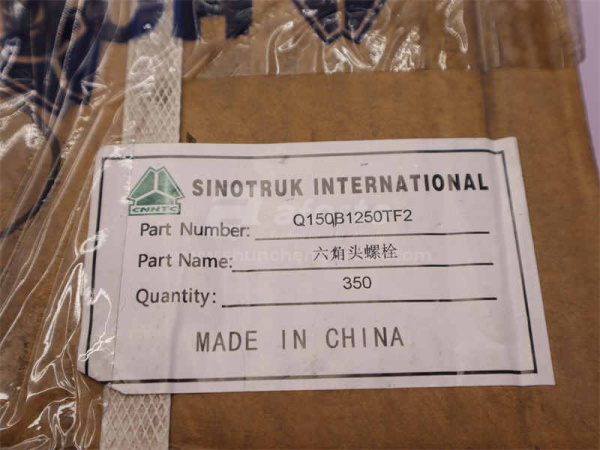 SINOTRUK INTERNATIONAL
CNHTC
Part Number: Q150B1250TF2
Part Name: 六角头螺栓
Quantity: 350
MADE IN CHINA